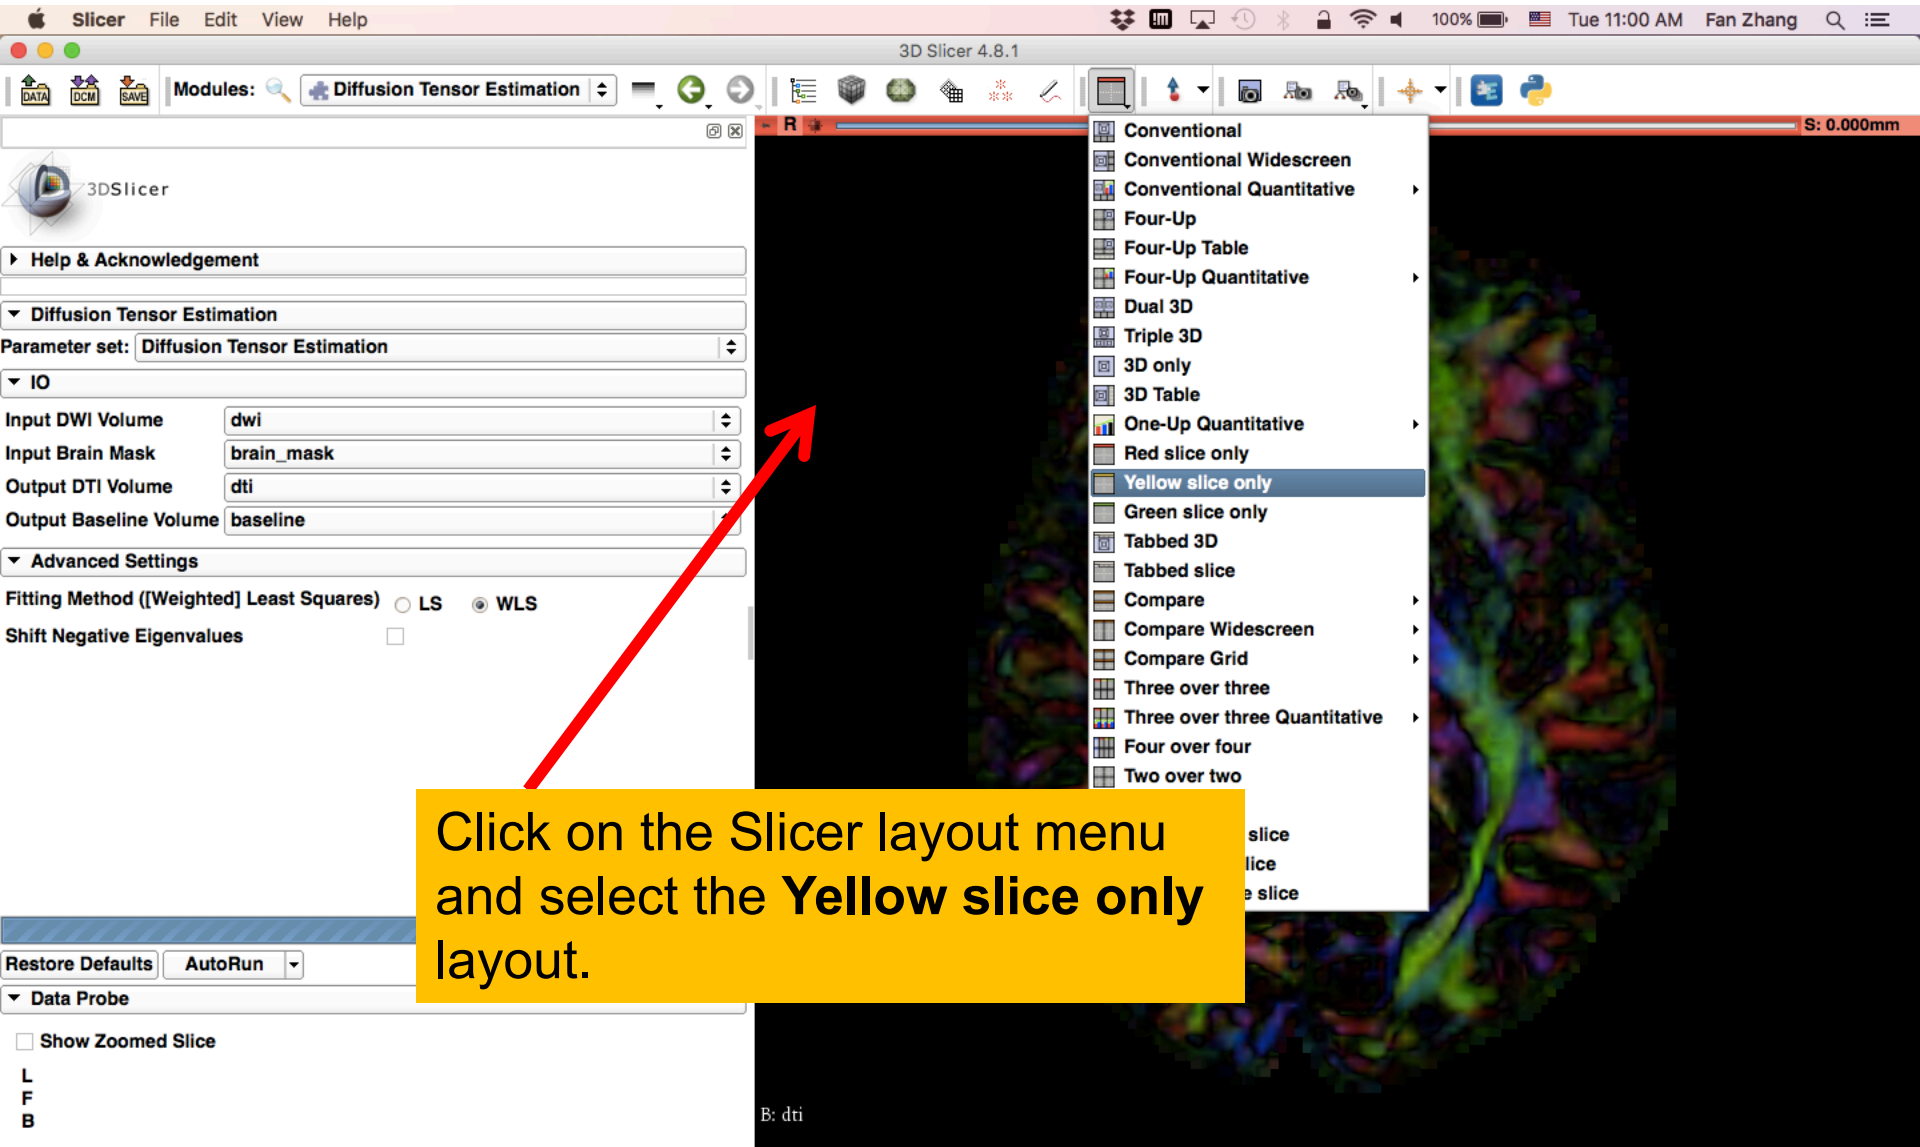 Slicer File Edit View Help
100% Tue 11:00 AM Fan Zhang
3D Slicer 4.8.1
DATA DCM SAVE Modules: Diffusion Tensor Estimation
R S: 0.000mm
3DSlicer
Help & Acknowledgement
Diffusion Tensor Estimation
Parameter set: Diffusion Tensor Estimation
IO
Input DWI Volume dwi
Input Brain Mask brain_mask
Output DTI Volume dti
Output Baseline Volume baseline
Advanced Settings
Fitting Method ([Weighted] Least Squares) LS WLS
Shift Negative Eigenvalues
Restore Defaults AutoRun
Data Probe
Show Zoomed Slice
L
F
B
Conventional
Conventional Widescreen
Conventional Quantitative
Four-Up
Four-Up Table
Four-Up Quantitative
Dual 3D
Triple 3D
3D only
3D Table
One-Up Quantitative
Red slice only
Yellow slice only
Green slice only
Tabbed 3D
Tabbed slice
Compare
Compare Widescreen
Compare Grid
Three over three
Three over three Quantitative
Four over four
Two over two
slice
lice
e slice
Click on the Slicer layout menu
and select the Yellow slice only
layout.
B: dti